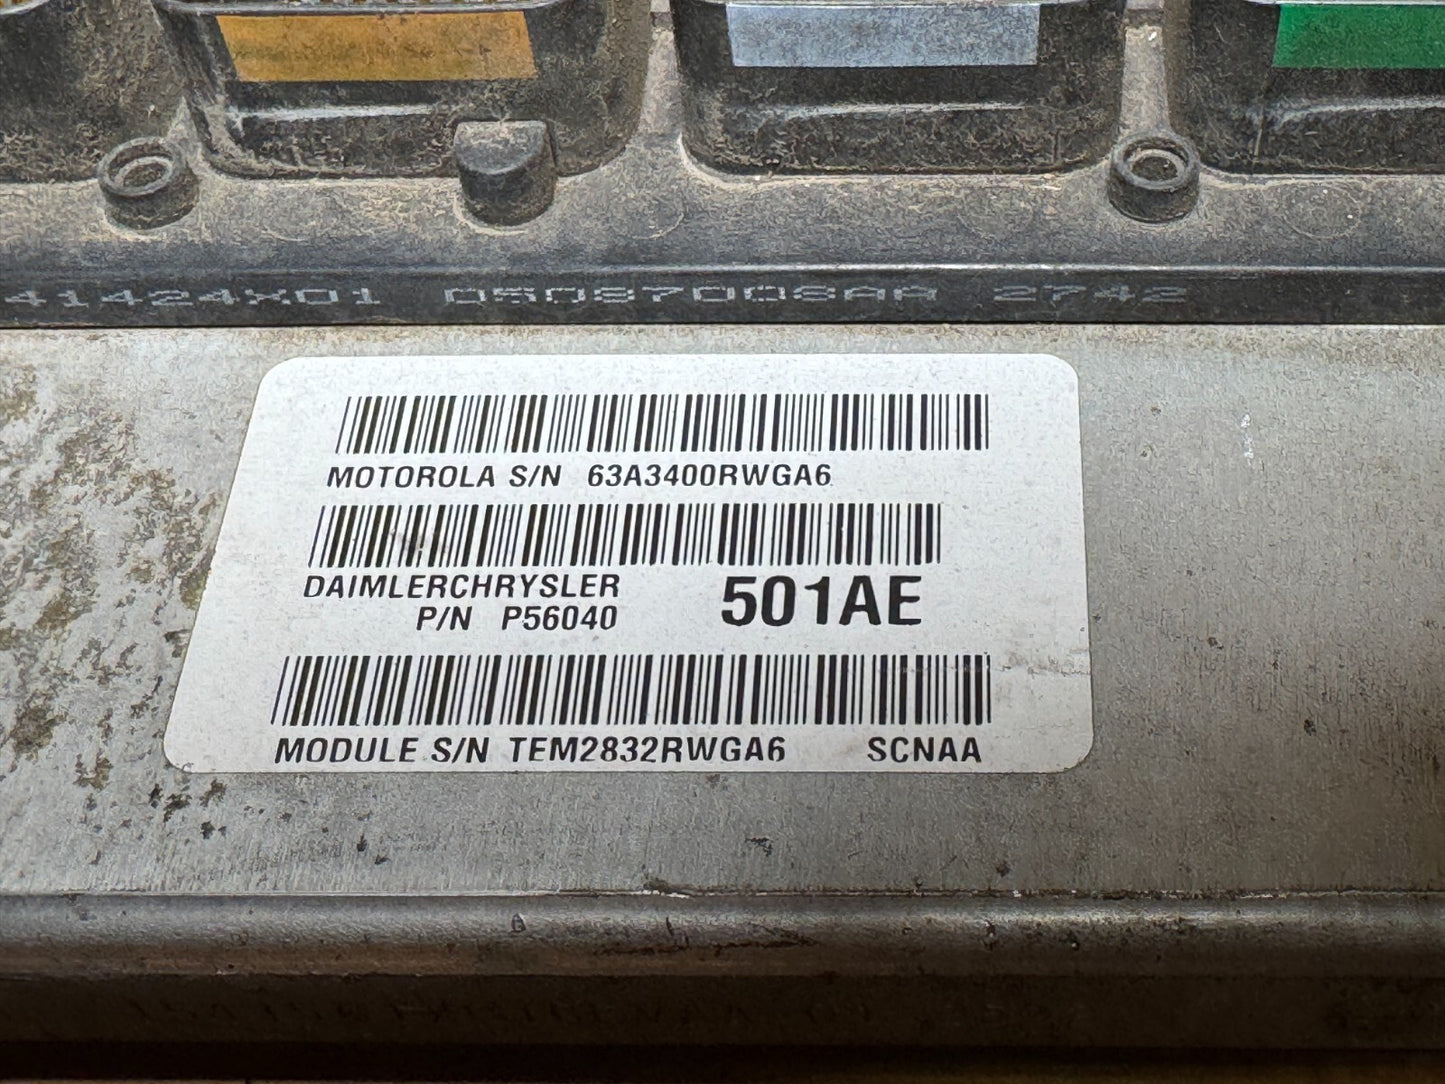 41424X01 05087008AA 2742
MOTOROLA S/N 63A3400RWGA6
DAIMLERCHRYSLER 501AE
P/N P56040
MODULE S/N TEM2832RWGA6 SCNAA